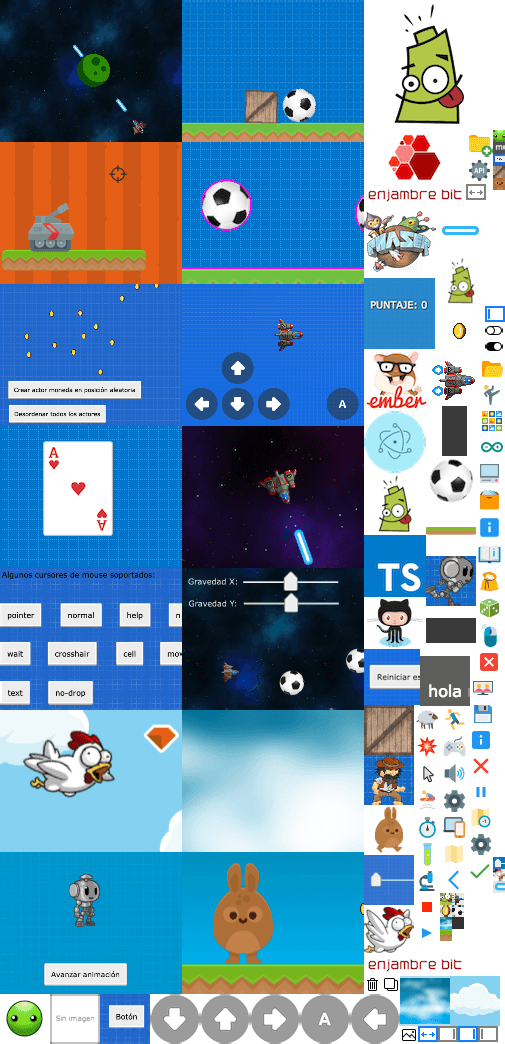 enjambre bit
API
PHASER
PUNTAJE: 0
Crear actor moneda en posición aleatoria
Desordenar todos los actores
A
ember
A
A
TS
Algunos cursores de mouse soportados:
pointer
normal
help
n
wait
crosshair
cell
mov
text
no-drop
Gravedad X:
Gravedad Y:
Reiniciar es
hola
Avanzar animación
enjambre bit
Sin imagen
Botón
A